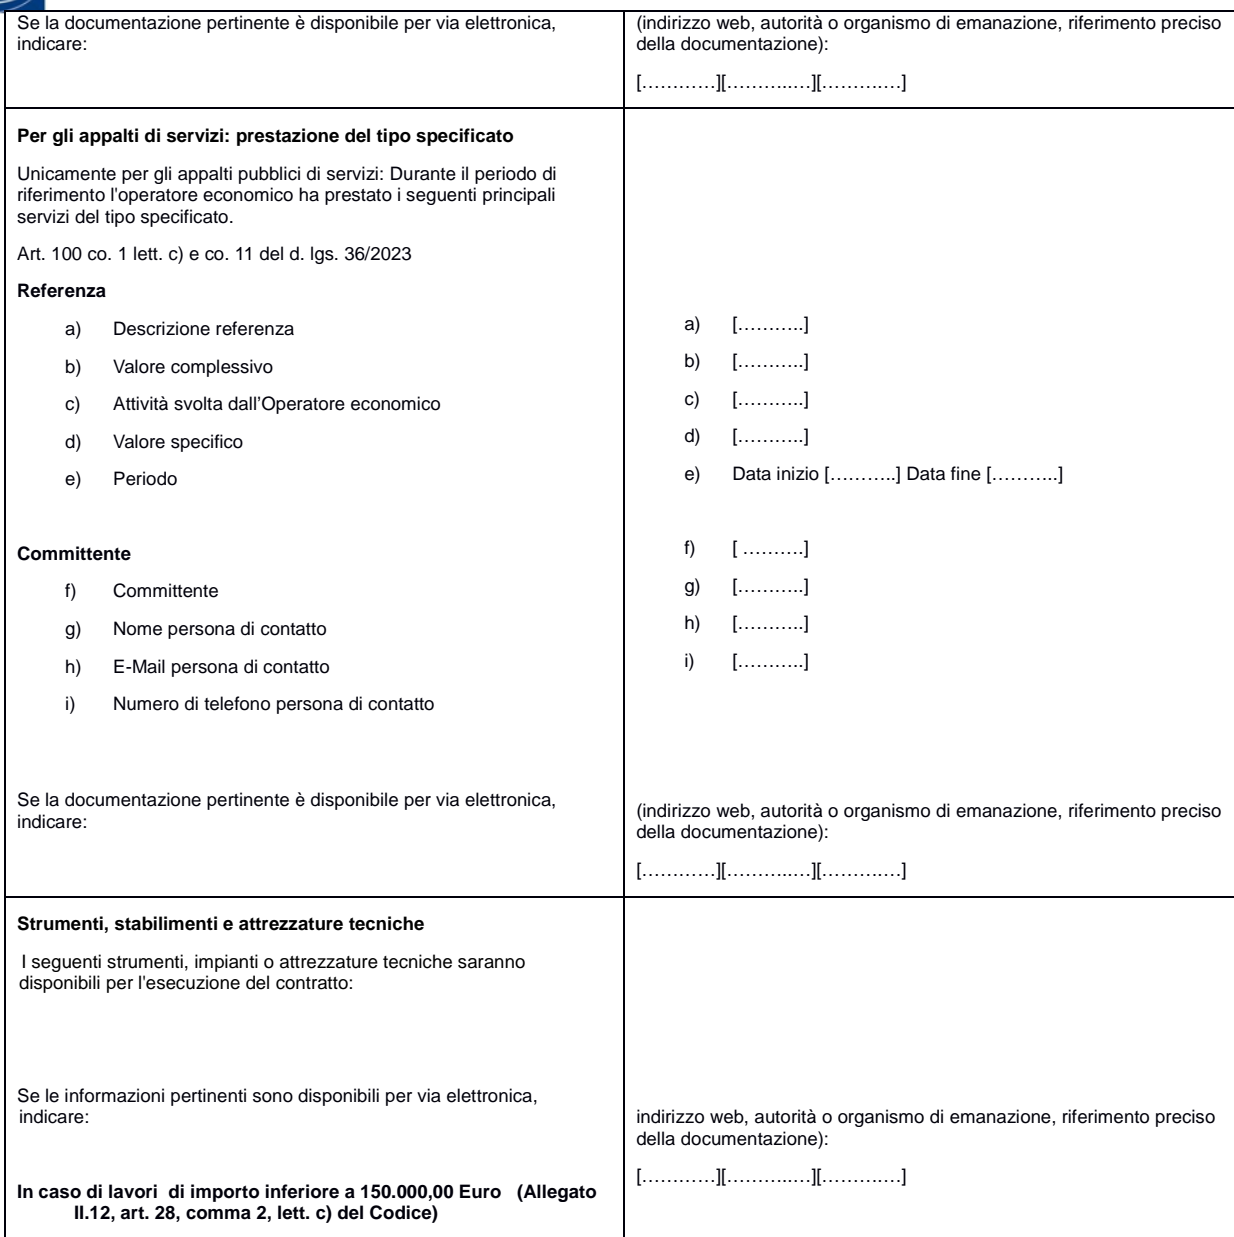 Se la documentazione pertinente è disponibile per via elettronica,
indicare:
(indirizzo web, autorità o organismo di emanazione, riferimento preciso
della documentazione):
[…………][………..…][……….…]
Per gli appalti di servizi: prestazione del tipo specificato
Unicamente per gli appalti pubblici di servizi: Durante il periodo di
riferimento l'operatore economico ha prestato i seguenti principali
servizi del tipo specificato.
Art. 100 co. 1 lett. c) e co. 11 del d. lgs. 36/2023
Referenza
a) Descrizione referenza
b) Valore complessivo
c) Attività svolta dall’Operatore economico
d) Valore specifico
e) Periodo
Committente
f) Committente
g) Nome persona di contatto
h) E-Mail persona di contatto
i) Numero di telefono persona di contatto
Se la documentazione pertinente è disponibile per via elettronica,
indicare:
a) [………..]
b) [………..]
c) [………..]
d) [………..]
e) Data inizio [………..] Data fine [………..]
f) [ ……….]
g) [………..]
h) [………..]
i) [………..]
(indirizzo web, autorità o organismo di emanazione, riferimento preciso
della documentazione):
[…………][………..…][……….…]
Strumenti, stabilimenti e attrezzature tecniche
I seguenti strumenti, impianti o attrezzature tecniche saranno
disponibili per l'esecuzione del contratto:
Se le informazioni pertinenti sono disponibili per via elettronica,
indicare:
In caso di lavori di importo inferiore a 150.000,00 Euro (Allegato
II.12, art. 28, comma 2, lett. c) del Codice)
indirizzo web, autorità o organismo di emanazione, riferimento preciso
della documentazione):
[…………][………..…][……….…]